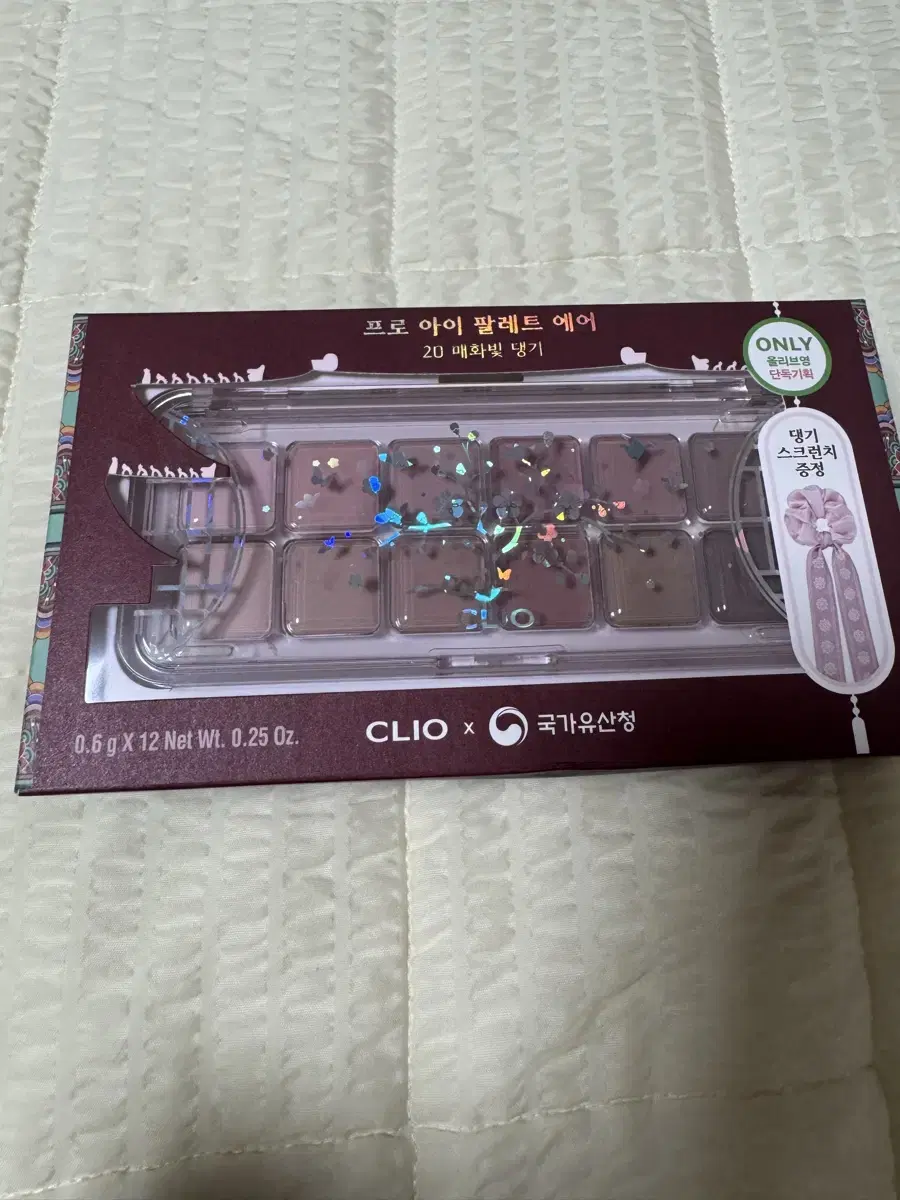 프로 아이 팔레트 에어
20 매화빛 댕기
ONLY
올리브영
단독기획
댕기
스크런치
증정
CLIO
0.6 g X 12 Net Wt. 0.25 Oz.
CLIO x 국가유산청